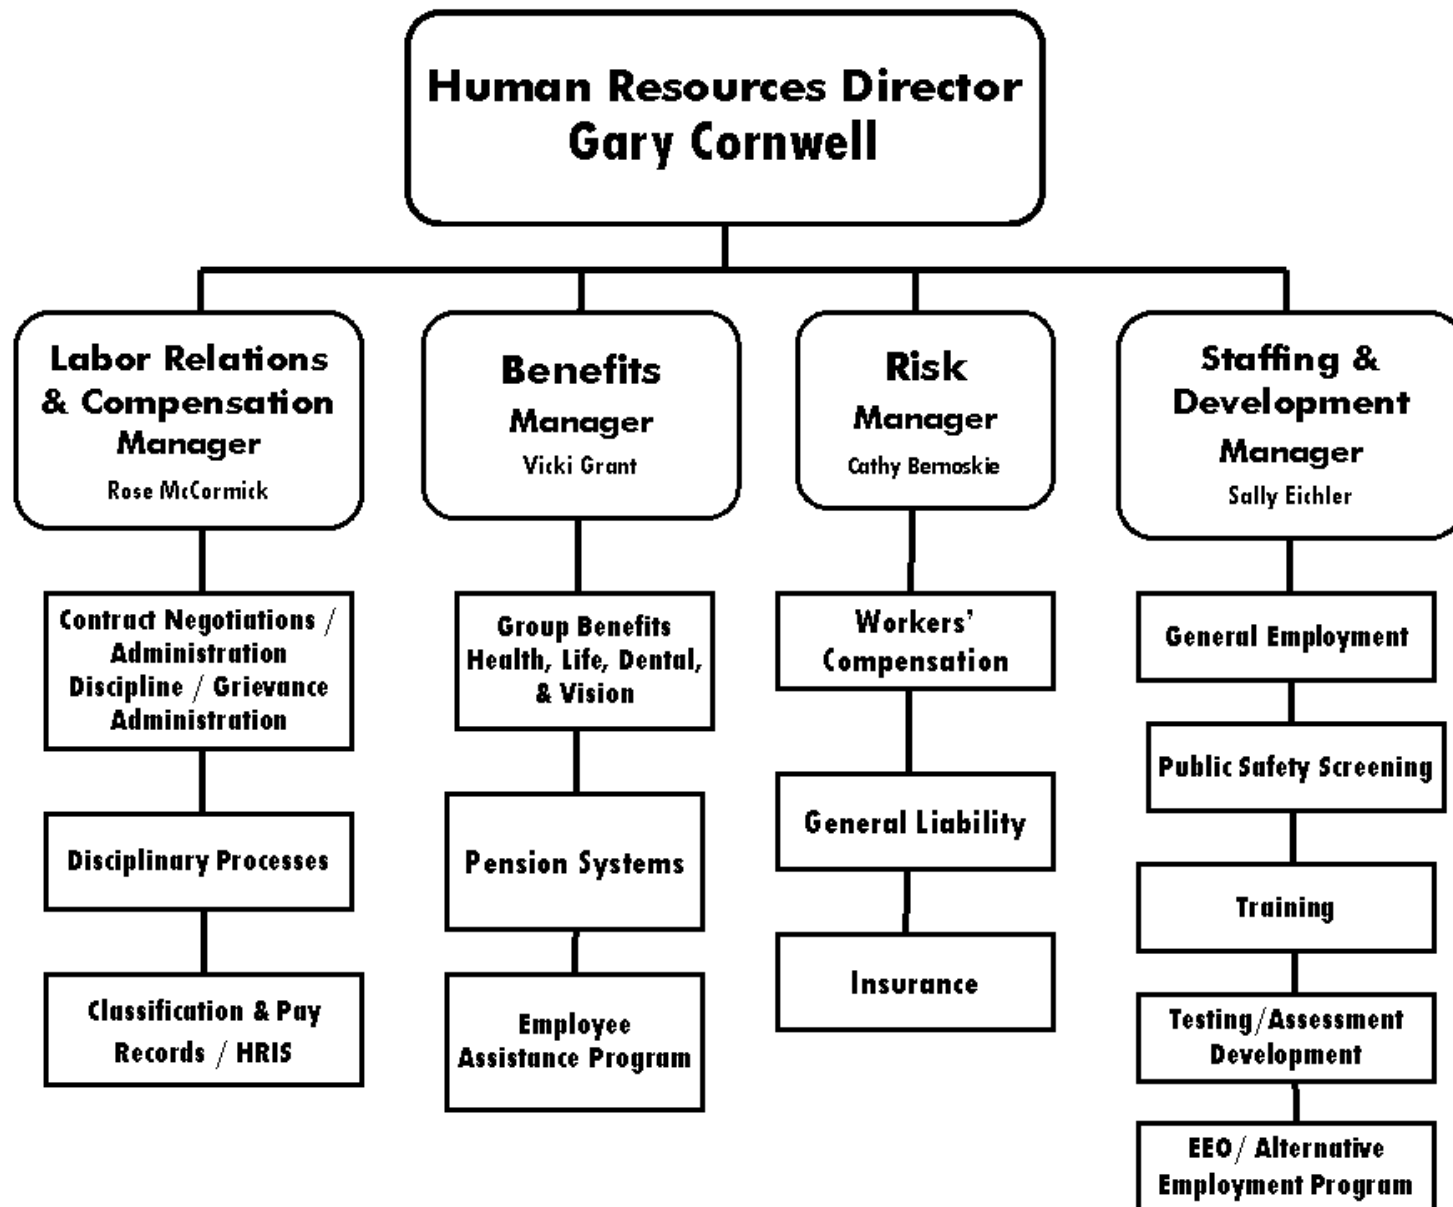 Human Resources Director
Gary Cornwell
Labor Relations
& Compensation
Manager
Rose McCormick
Contract Negotiations /
Administration
Discipline / Grievance
Administration
Disciplinary Processes
Classification & Pay
Records / HRIS
Benefits
Manager
Vicki Grant
Group Benefits
Health, Life, Dental,
& Vision
Pension Systems
Employee
Assistance Program
Risk
Manager
Cathy Bernoskie
Workers'
Compensation
General Liability
Insurance
Staffing &
Development
Manager
Sally Eichler
General Employment
Public Safety Screening
Training
Testing/Assessment
Development
EEO/ Alternative
Employment Program